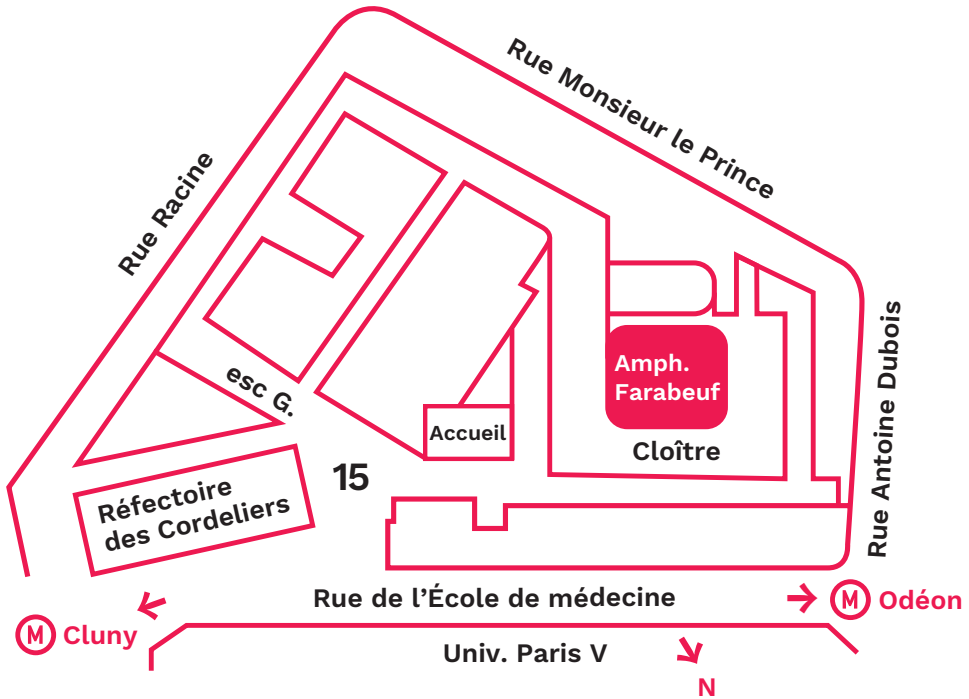 Rue Monsieur le Prince
Rue Racine
Rue Antoine Dubois
esc G.
Amph.
Farabeuf
Accueil
Cloître
15
Réfectoire
des Cordeliers
Rue de l’École de médecine
M Odéon
M Cluny
Univ. Paris V
N